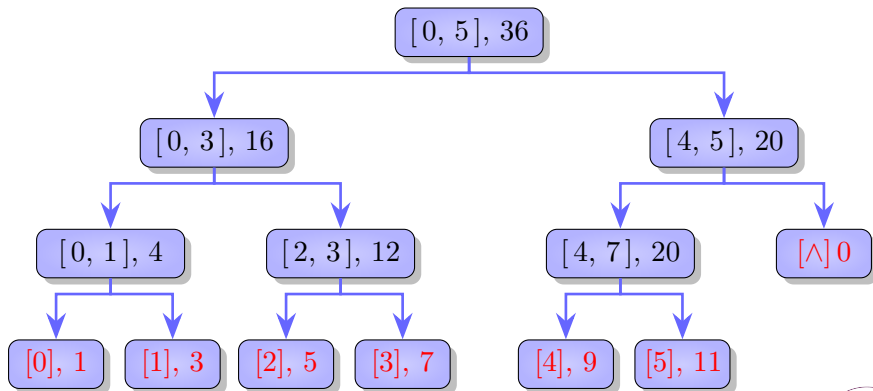 [0, 5], 36
[0, 3], 16
[4, 5], 20
[0, 1], 4
[2, 3], 12
[4, 7], 20
[∧] 0
[0], 1
[1], 3
[2], 5
[3], 7
[4], 9
[5], 11